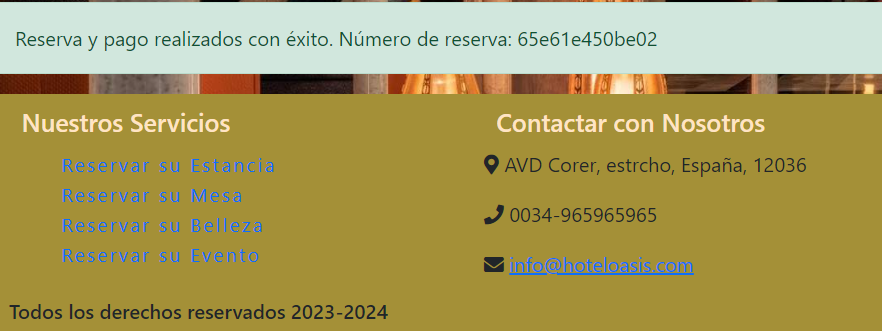 Reserva y pago realizados con éxito. Número de reserva: 65e61e450be02
Nuestros Servicios
Reservar su Estancia
Reservar su Mesa
Reservar su Belleza
Reservar su Evento
Contactar con Nosotros
AVD Corer, estrcho, España, 12036
0034-965965965
info@hoteloasis.com
Todos los derechos reservados 2023-2024